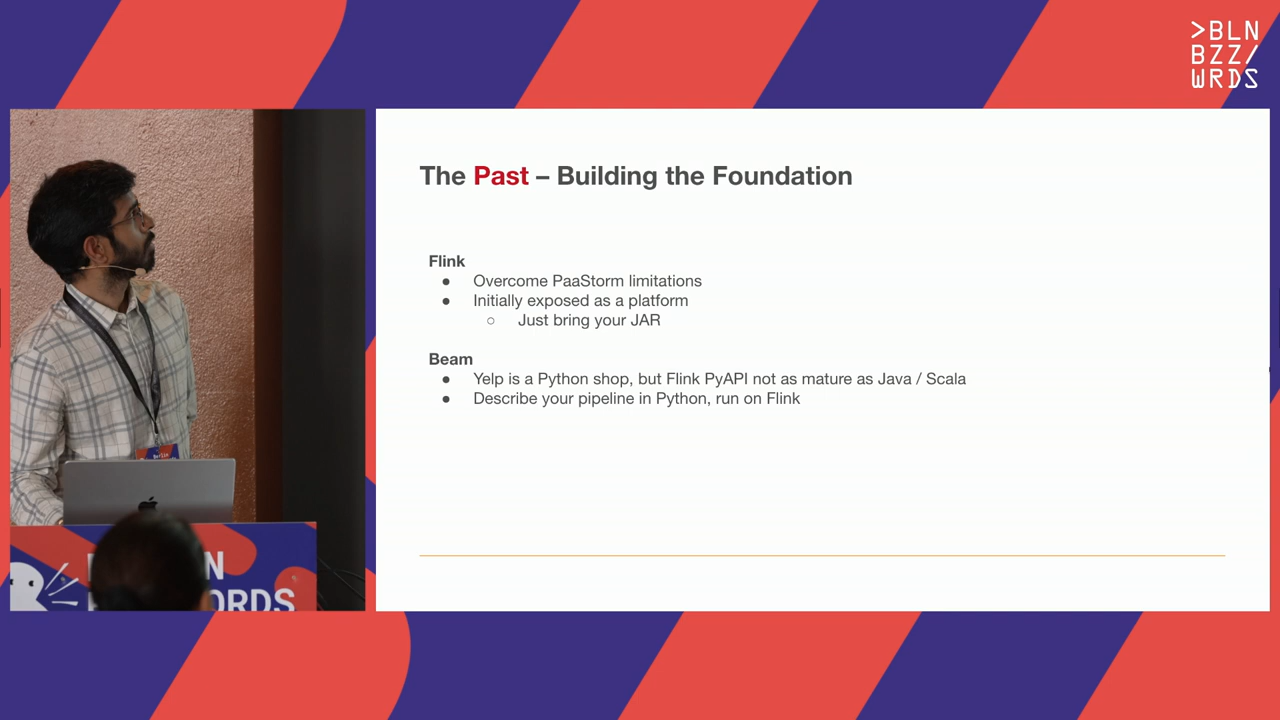 >BLN
BZZ/
WRDS
The Past – Building the Foundation
Flink
● Overcome PaaStorm limitations
● Initially exposed as a platform
○ Just bring your JAR
Beam
● Yelp is a Python shop, but Flink PyAPI not as mature as Java / Scala
● Describe your pipeline in Python, run on Flink
Berlin